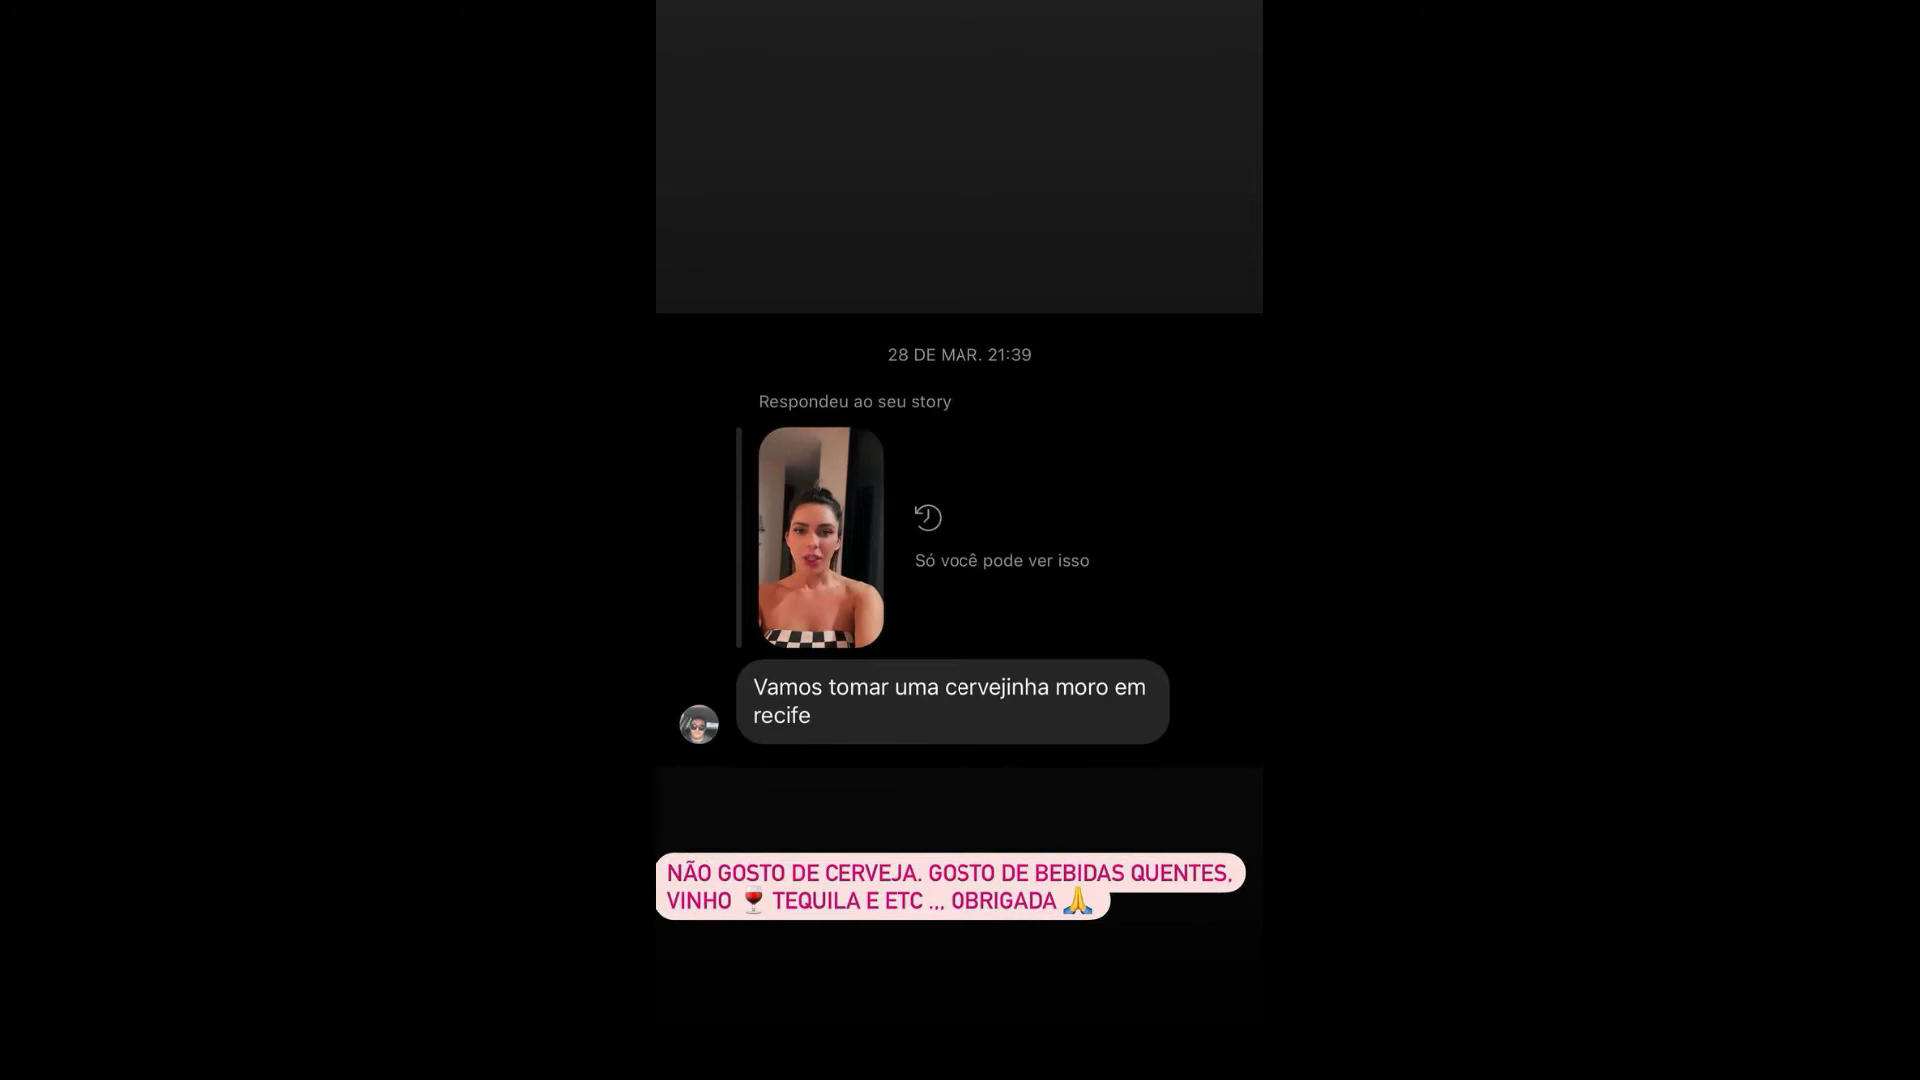 28 DE MAR. 21:39
Respondeu ao seu story
Só você pode ver isso
Vamos tomar uma cervejinha moro em
recife
NÃO GOSTO DE CERVEJA. GOSTO DE BEBIDAS QUENTES,
VINHO 🍷 TEQUILA E ETC ,,, OBRIGADA 🙏